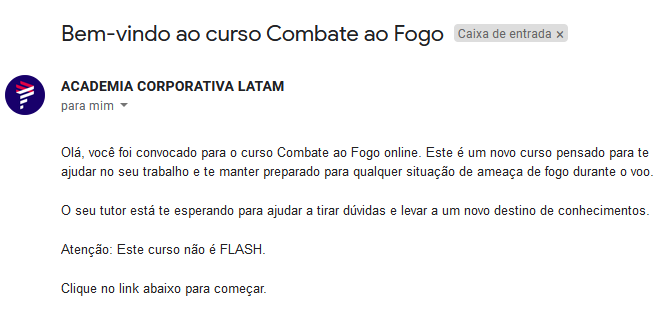 Bem-vindo ao curso Combate ao Fogo Caixa de entrada x
ACADEMIA CORPORATIVA LATAM
para mim
Olá, você foi convocado para o curso Combate ao Fogo online. Este é um novo curso pensado para te
ajudar no seu trabalho e te manter preparado para qualquer situação de ameaça de fogo durante o voo.
O seu tutor está te esperando para ajudar a tirar dúvidas e levar a um novo destino de conhecimentos.
Atenção: Este curso não é FLASH.
Clique no link abaixo para começar.